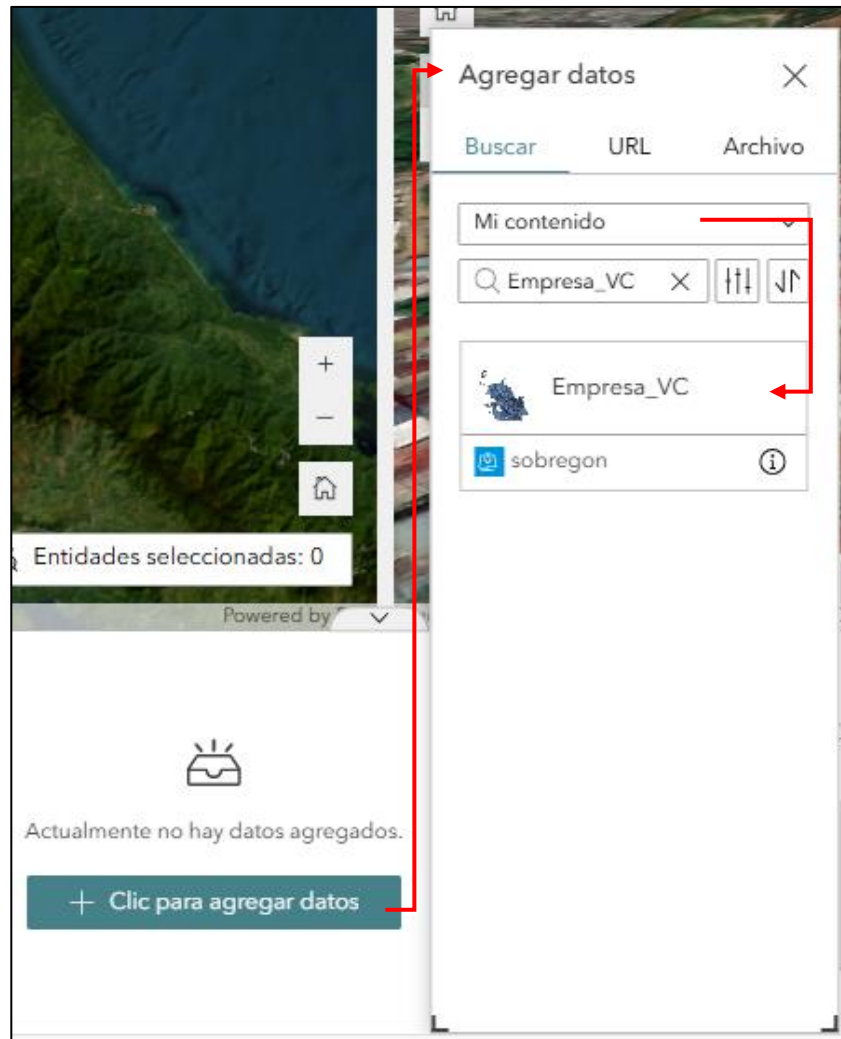 Agregar datos
Buscar URL Archivo
Mi contenido
Empresa_VC
Empresa_VC
sobregon
Entidades seleccionadas: 0
Powered by
Actualmente no hay datos agregados.
+ Clic para agregar datos